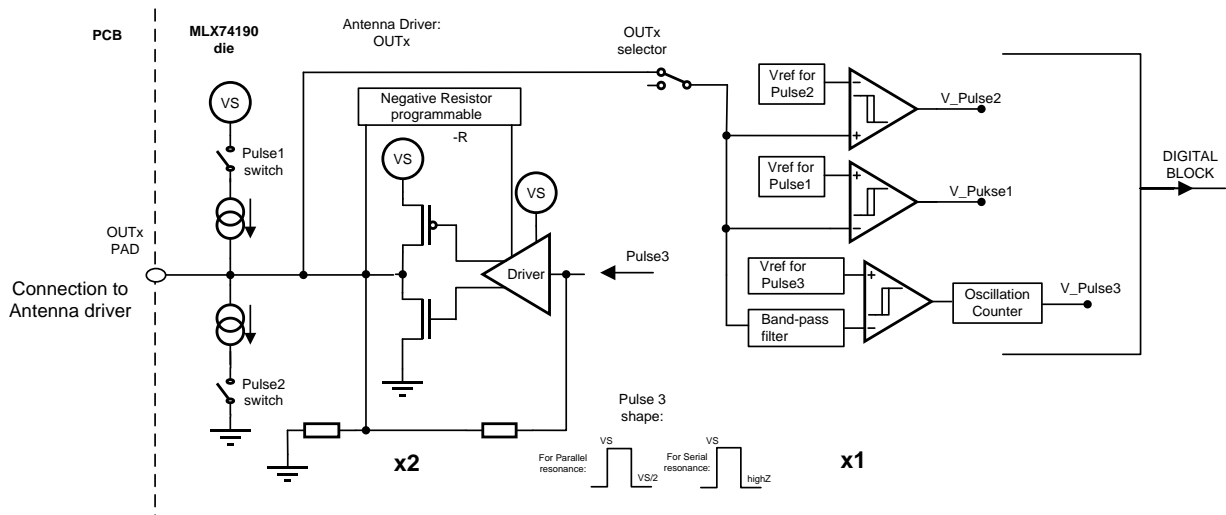 PCB
MLX74190
die
Antenna Driver:
OUTx
OUTx
selector
VS
Negative Resistor
programmable
-R
VS
VS
Pulse1
switch
OUTx
PAD
Connection to
Antenna driver
Driver
Pulse3
Pulse2
switch
x2
Vref for
Pulse2
−
+
V_Pulse2
Vref for
Pulse1
+
−
V_Pukse1
Vref for
Pulse3
+
−
Band-pass
filter
Oscillation
Counter
V_Pulse3
DIGITAL
BLOCK
Pulse 3
shape:
For Parallel
resonance:
VS
VS/2
For Serial
resonance:
VS
highZ
x1